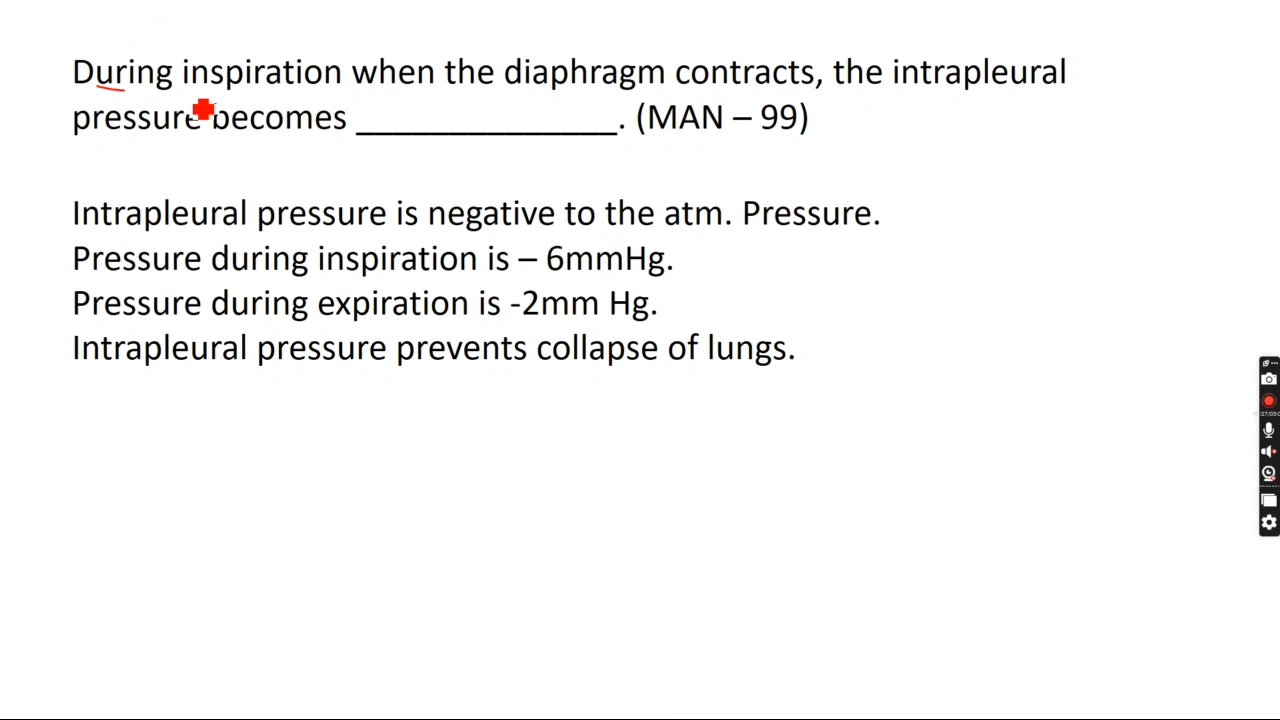 During inspiration when the diaphragm contracts, the intrapleural
pressure becomes ______________. (MAN – 99)
Intrapleural pressure is negative to the atm. Pressure.
Pressure during inspiration is – 6mmHg.
Pressure during expiration is -2mm Hg.
Intrapleural pressure prevents collapse of lungs.